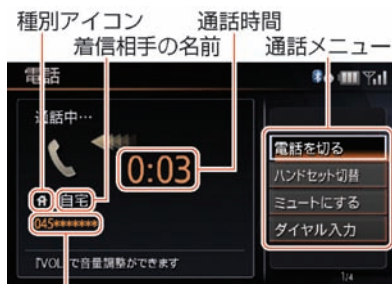 種別アイコン
通話時間
着信相手の名前
通話メニュー
電話
通話中…
0:03
自宅
045*******
『VOL』で音量調整ができます
電話を切る
ハンドセット切替
ミュートにする
ダイヤル入力
1/4